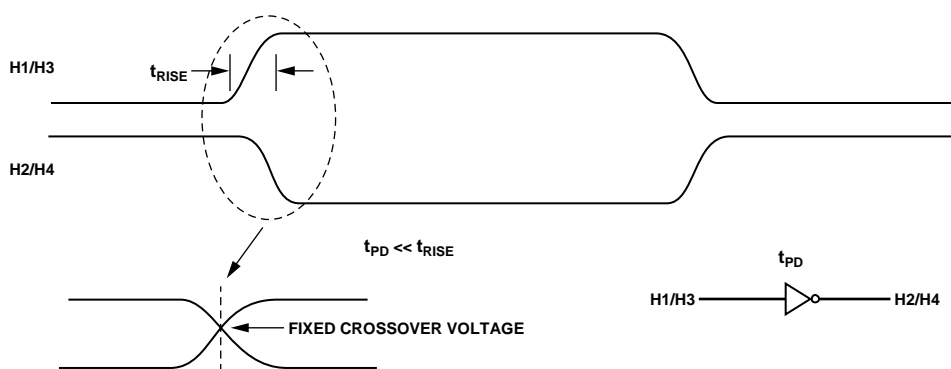 H1/H3
tRISE
H2/H4
tPD << tRISE
tPD
H1/H3
H2/H4
FIXED CROSSOVER VOLTAGE